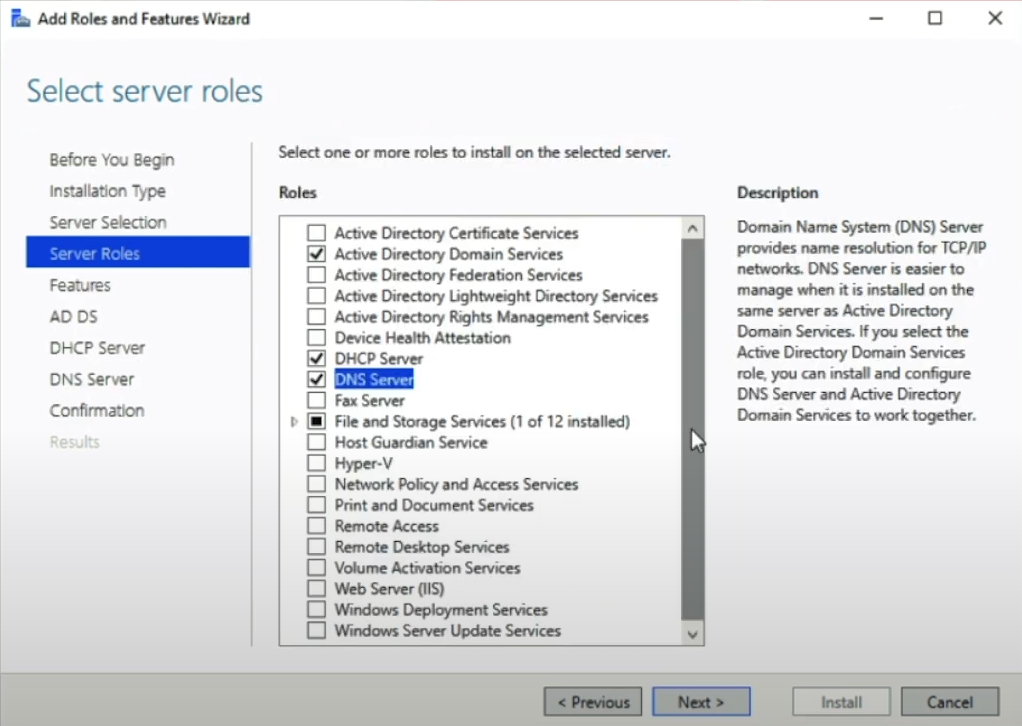 Add Roles and Features Wizard
Select server roles
Before You Begin
Installation Type
Server Selection
Server Roles
Features
AD DS
DHCP Server
DNS Server
Confirmation
Results
Select one or more roles to install on the selected server.
Roles
Active Directory Certificate Services
Active Directory Domain Services
Active Directory Federation Services
Active Directory Lightweight Directory Services
Active Directory Rights Management Services
Device Health Attestation
DHCP Server
DNS Server
Fax Server
File and Storage Services (1 of 12 installed)
Host Guardian Service
Hyper-V
Network Policy and Access Services
Print and Document Services
Remote Access
Remote Desktop Services
Volume Activation Services
Web Server (IIS)
Windows Deployment Services
Windows Server Update Services
Description
Domain Name System (DNS) Server
provides name resolution for TCP/IP
networks. DNS Server is easier to
manage when it is installed on the
same server as Active Directory
Domain Services. If you select the
Active Directory Domain Services
role, you can install and configure
DNS Server and Active Directory
Domain Services to work together.
< Previous
Next >
Install
Cancel